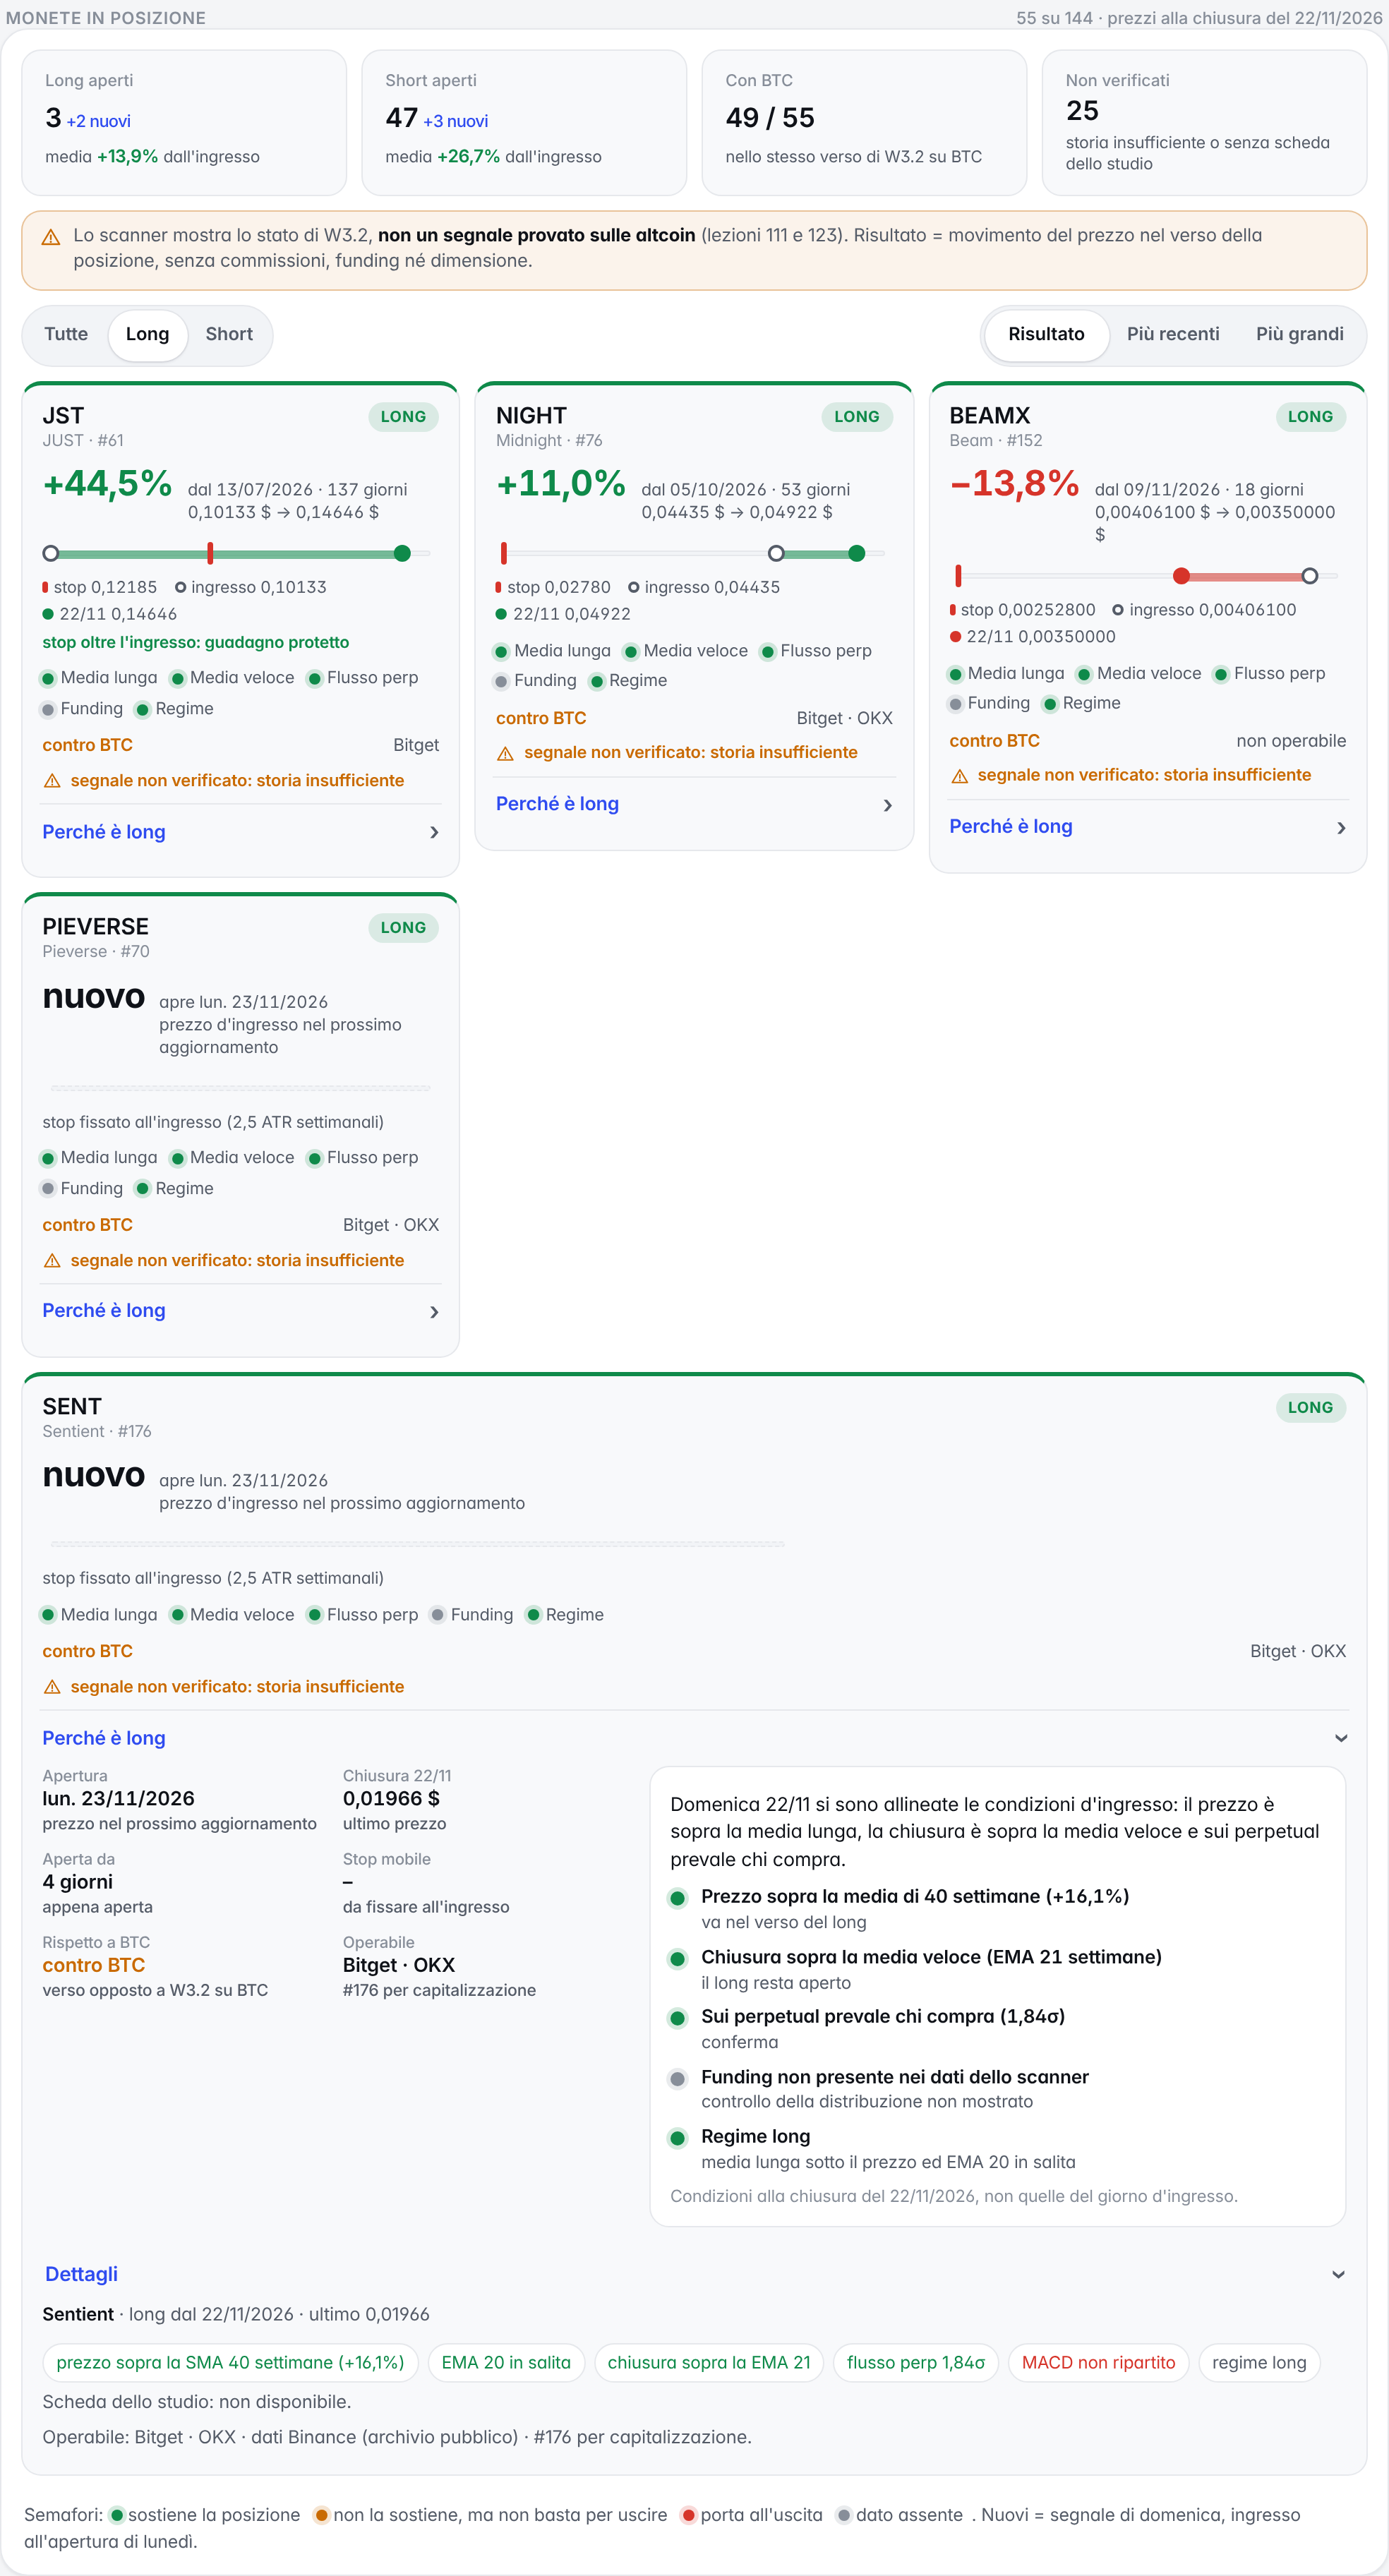 MONETE IN POSIZIONE
55 su 144 · prezzi alla chiusura del 22/11/2026
Long aperti
3 +2 nuovi
media +13,9% dall'ingresso
Short aperti
47 +3 nuovi
media +26,7% dall'ingresso
Con BTC
49 / 55
nello stesso verso di W3.2 su BTC
Non verificati
25
storia insufficiente o senza scheda
dello studio
Lo scanner mostra lo stato di W3.2, non un segnale provato sulle altcoin (lezioni 111 e 123). Risultato = movimento del prezzo nel verso della
posizione, senza commissioni, funding né dimensione.
Tutte Long Short
Risultato Più recenti Più grandi
JST LONG
JUST · #61
+44,5% dal 13/07/2026 · 137 giorni
0,10133 $ → 0,14646 $
stop 0,12185 ingresso 0,10133
22/11 0,14646
stop oltre l'ingresso: guadagno protetto
Media lunga Media veloce Flusso perp
Funding Regime
contro BTC Bitget
segnale non verificato: storia insufficiente
Perché è long ›
NIGHT LONG
Midnight · #76
+11,0% dal 05/10/2026 · 53 giorni
0,04435 $ → 0,04922 $
stop 0,02780 ingresso 0,04435
22/11 0,04922
Media lunga Media veloce Flusso perp
Funding Regime
contro BTC Bitget · OKX
segnale non verificato: storia insufficiente
Perché è long ›
BEAMX LONG
Beam · #152
−13,8% dal 09/11/2026 · 18 giorni
0,00406100 $ → 0,00350000
$
stop 0,00252800 ingresso 0,00406100
22/11 0,00350000
Media lunga Media veloce Flusso perp
Funding Regime
contro BTC non operabile
segnale non verificato: storia insufficiente
Perché è long ›
PIEVERSE LONG
Pieverse · #70
nuovo apre lun. 23/11/2026
prezzo d'ingresso nel prossimo
aggiornamento
stop fissato all'ingresso (2,5 ATR settimanali)
Media lunga Media veloce Flusso perp
Funding Regime
contro BTC Bitget · OKX
segnale non verificato: storia insufficiente
Perché è long ›
SENT LONG
Sentient · #176
nuovo apre lun. 23/11/2026
prezzo d'ingresso nel prossimo aggiornamento
stop fissato all'ingresso (2,5 ATR settimanali)
Media lunga Media veloce Flusso perp Funding Regime
contro BTC Bitget · OKX
segnale non verificato: storia insufficiente
Perché è long
Apertura
lun. 23/11/2026
prezzo nel prossimo aggiornamento
Chiusura 22/11
0,01966 $
ultimo prezzo
Aperta da
4 giorni
appena aperta
Stop mobile
–
da fissare all'ingresso
Rispetto a BTC
contro BTC
verso opposto a W3.2 su BTC
Operabile
Bitget · OKX
#176 per capitalizzazione
Domenica 22/11 si sono allineate le condizioni d'ingresso: il prezzo è
sopra la media lunga, la chiusura è sopra la media veloce e sui perpetual
prevale chi compra.
Prezzo sopra la media di 40 settimane (+16,1%)
va nel verso del long
Chiusura sopra la media veloce (EMA 21 settimane)
il long resta aperto
Sui perpetual prevale chi compra (1,84σ)
conferma
Funding non presente nei dati dello scanner
controllo della distribuzione non mostrato
Regime long
media lunga sotto il prezzo ed EMA 20 in salita
Condizioni alla chiusura del 22/11/2026, non quelle del giorno d'ingresso.
Dettagli
Sentient · long dal 22/11/2026 · ultimo 0,01966
prezzo sopra la SMA 40 settimane (+16,1%) EMA 20 in salita chiusura sopra la EMA 21 flusso perp 1,84σ MACD non ripartito regime long
Scheda dello studio: non disponibile.
Operabile: Bitget · OKX · dati Binance (archivio pubblico) · #176 per capitalizzazione.
Semafori: sostiene la posizione non la sostiene, ma non basta per uscire porta all'uscita dato assente . Nuovi = segnale di domenica, ingresso
all'apertura di lunedì.